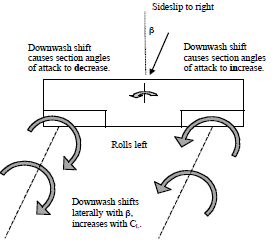 Sideslip to right
β
Downwash shift
causes section angles
of attack to decrease.
Downwash shift
causes section angles
of attack to increase.
Rolls left
Downwash shifts
laterally with β,
increases with CL.